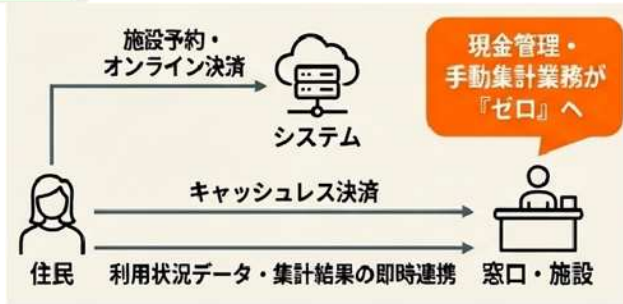 施設予約・
オンライン決済
システム
現金管理・
手動集計業務が
『ゼロ』へ
キャッシュレス決済
住民
利用状況データ・集計結果の即時連携
窓口・施設